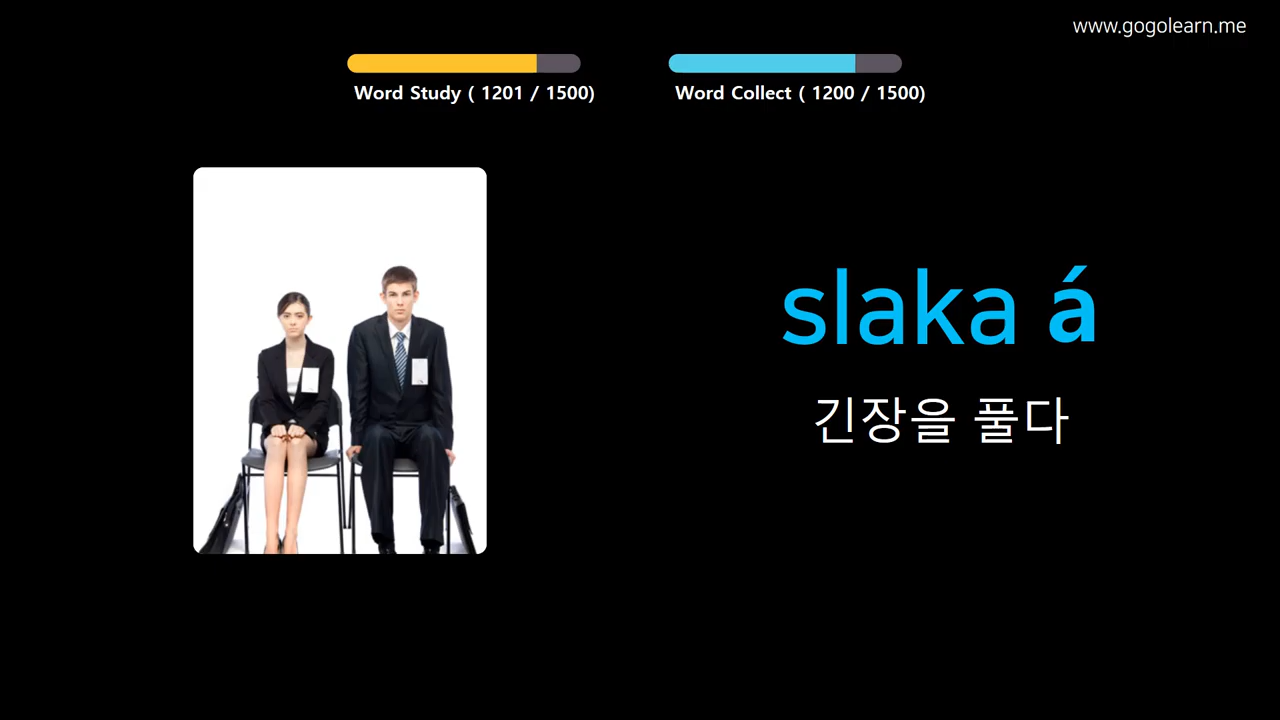 www.gogolearn.me
Word Study ( 1201 / 1500)
Word Collect ( 1200 / 1500)
slaka á
긴장을 풀다